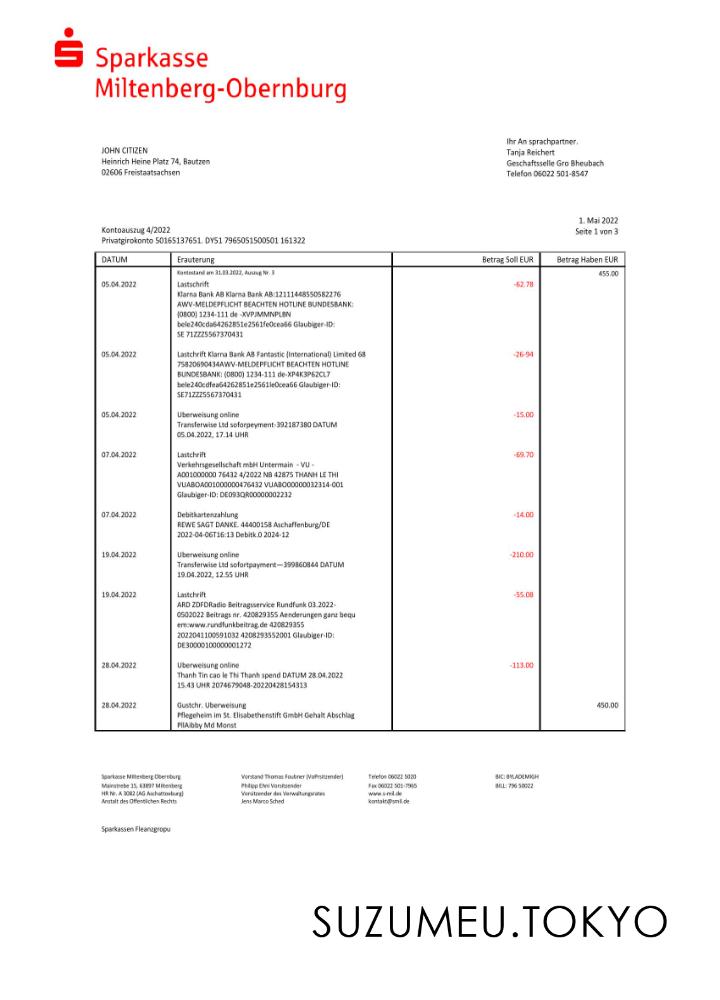 Sparkasse
Miltenberg-Obernburg
JOHN CITIZEN
Heinrich Heine Platz 74, Bautzen
02606 Freistaatsachsen
Ihr An sprachpartner.
Tanja Reichert
Geschaftsselle Gro Bheubach
Telefon 06022 501-8547
1. Mai 2022
Seite 1 von 3
Kontoauszug 4/2022
Privatgirokonto 50165137651. DY51 7965051500501 161322
DATUM Erauterung Betrag Soll EUR Betrag Haben EUR
Kontostand am 31.03.2022, Auszug Nr. 3 455.00
05.04.2022 Lastschrift -62.78
Klarna Bank AB Klarna Bank AB:12111448550582276
AWV-MELDEPFLICHT BEACHTEN HOTLINE BUNDESBANK:
(0800) 1234-111 de -XVPJMMNPLBN
bele240cda64262851e2561fe0cea66 Glaubiger-ID:
SE 71ZZZ5567370431
05.04.2022 Lastchrift Klarna Bank AB Fantastic (International) Limited 68 -26-94
75820690434AWV-MELDEPFLICHT BEACHTEN HOTLINE
BUNDESBANK: (0800) 1234-111 de-XP4K3P62CL7
bele240cdfea64262851e2561le0cea66 Glaubiger-ID:
SE71ZZZ5567370431
05.04.2022 Uberweisung online -15.00
Transferwise Ltd soforpeyment-392187380 DATUM
05.04.2022, 17.14 UHR
07.04.2022 Lastschrift -69.70
Verkehrsgesellschaft mbH Untermain - VU -
A001000000 76432 4/2022 NB 42875 THANH LE THI
VUABOA001000000476432 VUABO00000032314-001
Glaubiger-ID: DE093QR00000002232
07.04.2022 Debitkartenzahlung -14.00
REWE SAGT DANKE. 44400158 Aschaffenburg/DE
2022-04-06T16:13 Debitk.0 2024-12
19.04.2022 Uberweisung online -210.00
Transferwise Ltd sofortpayment—399860844 DATUM
19.04.2022, 12.55 UHR
19.04.2022 Lastschrift -55.08
ARD ZDFDRadio Beitragsservice Rundfunk 03.2022-
0502022 Beitrags nr. 420829355 Aenderungen ganz bequ
em:www.rundfunkbeitrag.de 420829355
2022041100591032 4208293552001 Glaubiger-ID:
DE30000100000001272
28.04.2022 Uberweisung online -113.00
Thanh Tin cao le Thi Thanh spend DATUM 28.04.2022
15.43 UHR 2074679048-20220428154313
28.04.2022 Gustchr. Uberweisung 450.00
Pflegeheim im St. Elisabethenstift GmbH Gehalt Abschlag
PllAibby Md Monst
Sparkasse Miltenberg Obernburg
Mainstrebe 15, 63897 Miltenberg
HR Nr. A 3082 (AG Aschattovburg)
Anstalt des Offentlichen Rechts
Vorstand Thomas Foubner (VoPrsitzender)
Philipp Ehni Vorsitzender
Vorsitzender des Verwaltungsrates
Jens Marco Sched
Telefon 06022 5020
Fax 06022 501-7965
www.s-mil.de
kontakt@smil.de
BIC: BYLADEMIGH
BILL: 796 50022
Sparkassen Fleanzgropu
SUZUMEU.TOKYO